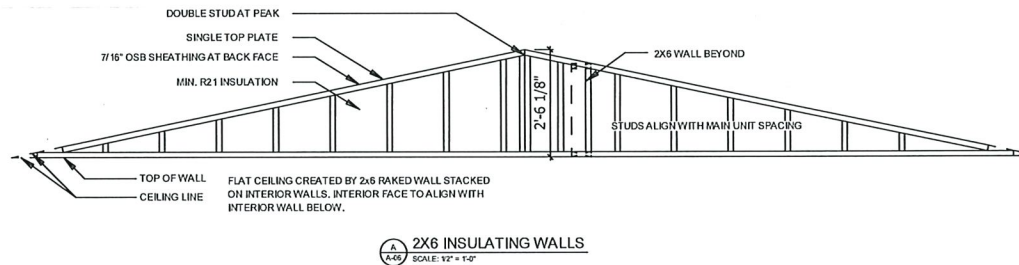 DOUBLE STUD AT PEAK
SINGLE TOP PLATE
7/16" OSB SHEATHING AT BACK FACE
MIN. R21 INSULATION
2X6 WALL BEYOND
2'-6 1/8"
STUDS ALIGN WITH MAIN UNIT SPACING
TOP OF WALL
CEILING LINE
FLAT CEILING CREATED BY 2x6 RAKED WALL STACKED
ON INTERIOR WALLS. INTERIOR FACE TO ALIGN WITH
INTERIOR WALL BELOW.
A
A-06
2X6 INSULATING WALLS
SCALE: 1/2" = 1'-0"